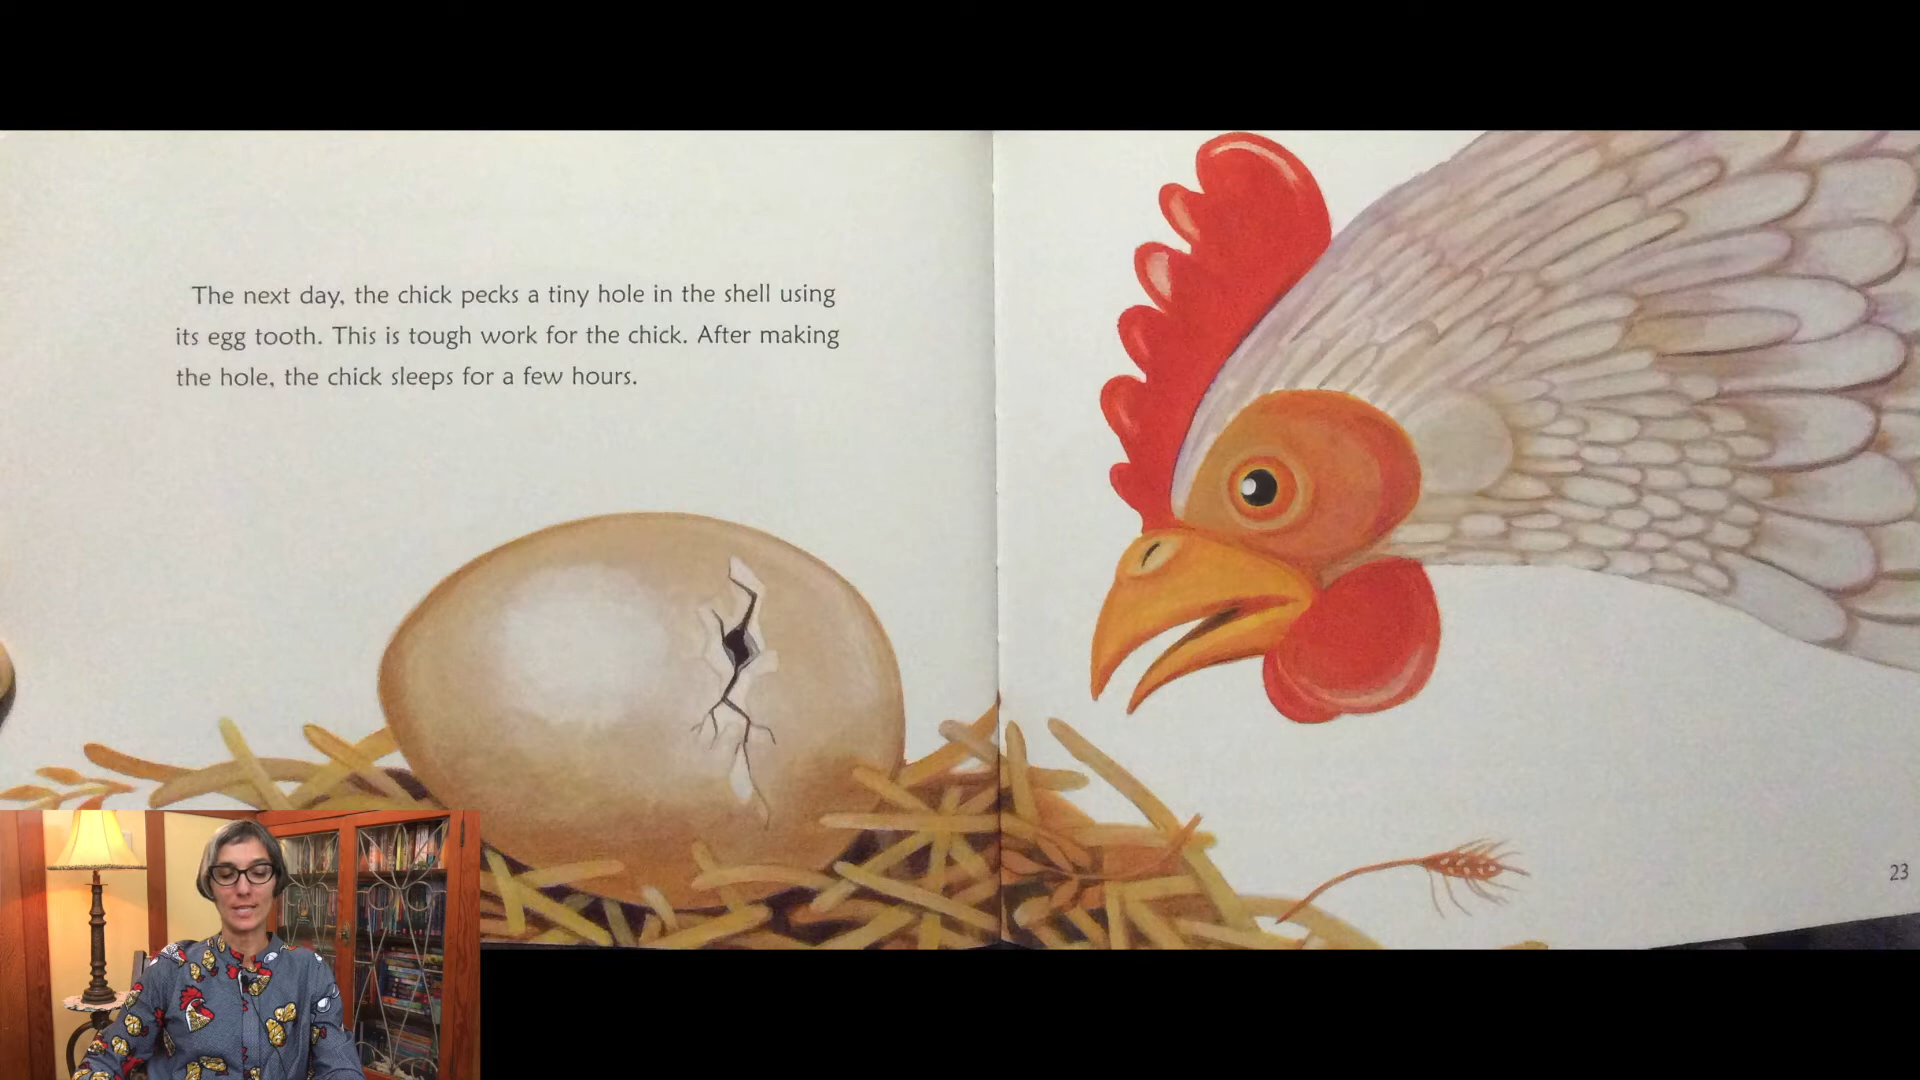 The next day, the chick pecks a tiny hole in the shell using
its egg tooth. This is tough work for the chick. After making
the hole, the chick sleeps for a few hours.
23